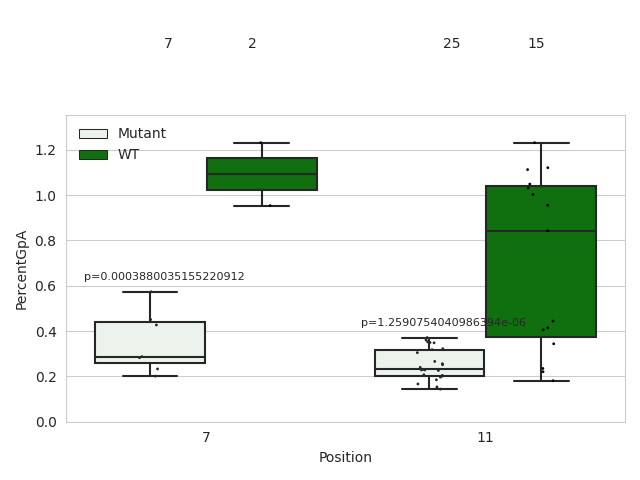 7 2 25 15
Mutant
WT
PercentGpA
1.2
1.0
0.8
0.6
0.4
0.2
0.0
p=0.0003880035155220912
p=1.2590754040986394e-06
7 11
Position